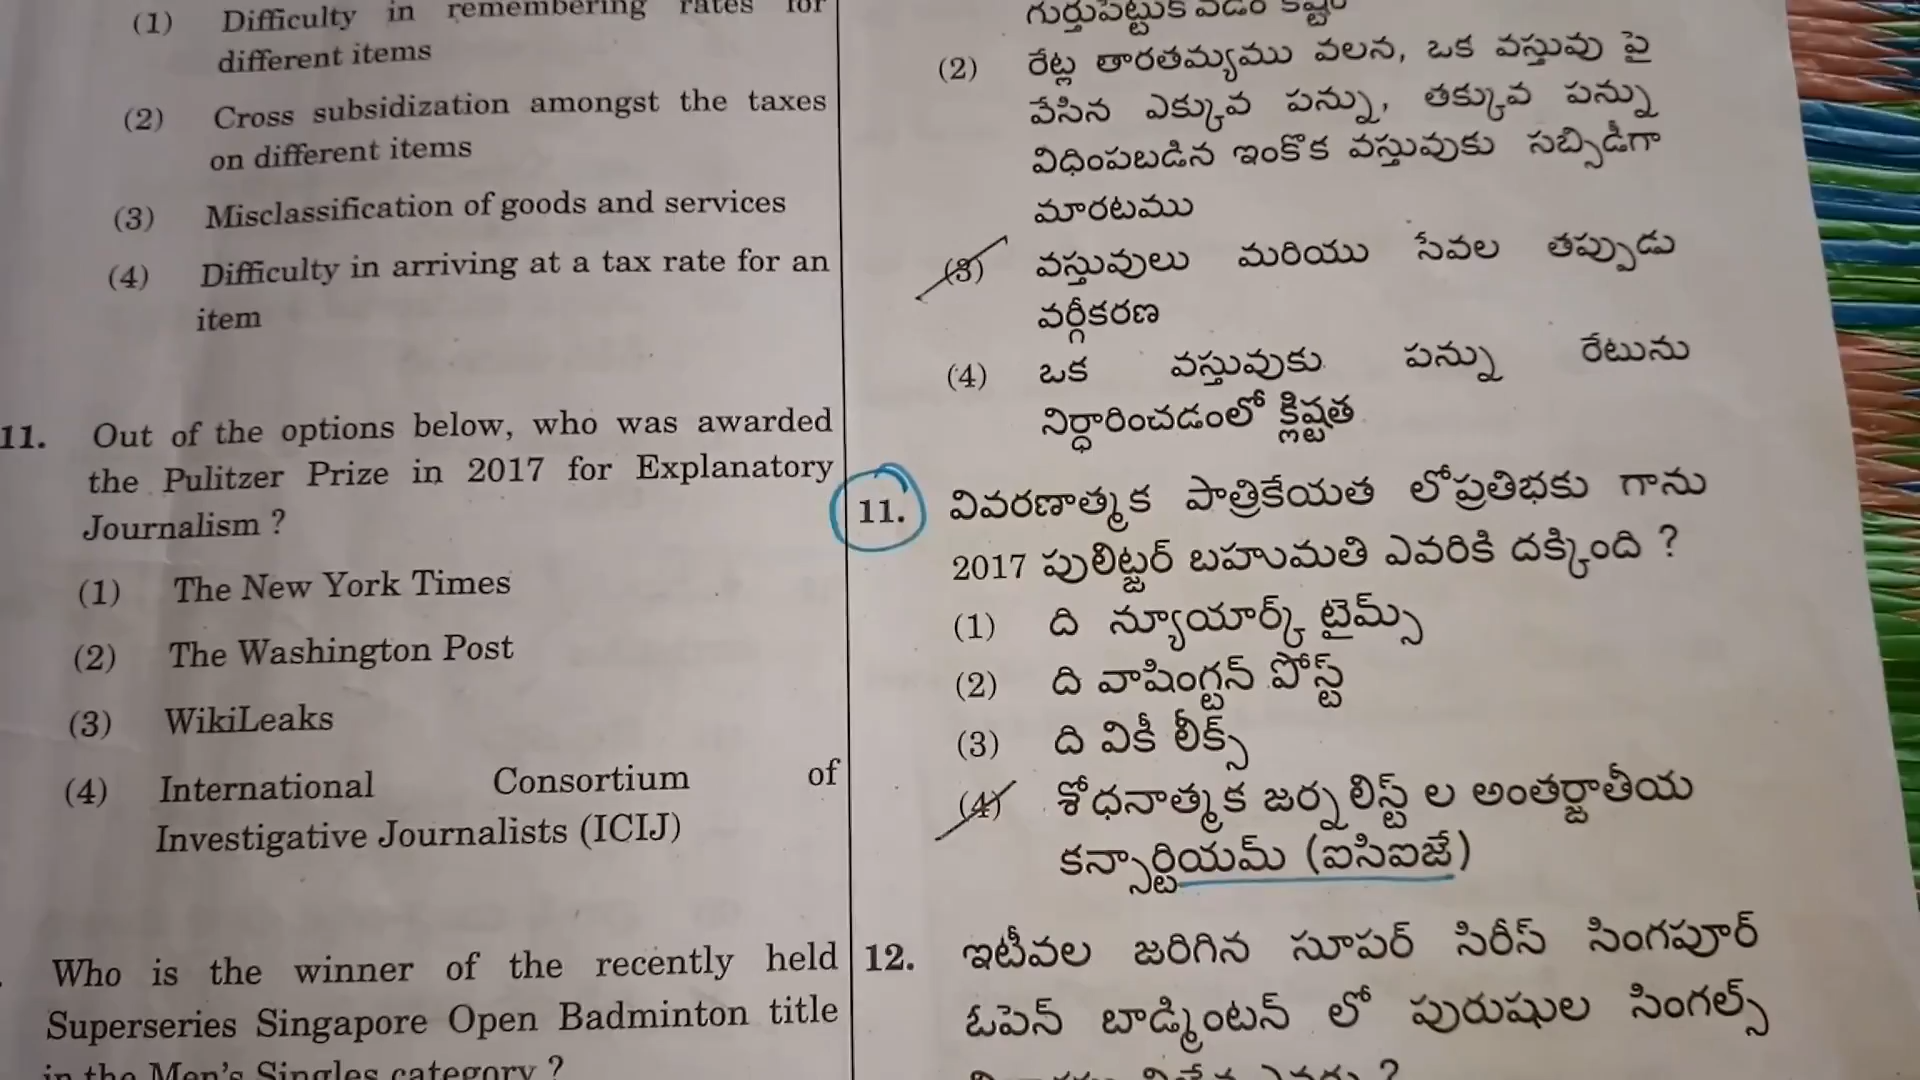 (1) Difficulty in remembering rates for
different items
(2) Cross subsidization amongst the taxes
on different items
(3) Misclassification of goods and services
(4) Difficulty in arriving at a tax rate for an
item
11. Out of the options below, who was awarded
the Pulitzer Prize in 2017 for Explanatory
Journalism ?
(1) The New York Times
(2) The Washington Post
(3) WikiLeaks
(4) International Consortium of
Investigative Journalists (ICIJ)
Who is the winner of the recently held
Superseries Singapore Open Badminton title
in the Men's Singles category ?
(2) రేట్ల తారతమ్యము వలన, ఒక వస్తువు పై
వేసిన ఎక్కువ పన్ను, తక్కువ పన్ను
విధింపబడిన ఇంకొక వస్తువుకు సబ్సిడీగా
మారటము
(3) వస్తువులు మరియు సేవల తప్పుడు
వర్గీకరణ
(4) ఒక వస్తువుకు పన్ను రేటును
నిర్ధారించడంలో క్లిష్టత
11. వివరణాత్మక పాత్రికేయత లోప్రతిభకు గాను
2017 పులిట్జర్ బహుమతి ఎవరికి దక్కింది ?
(1) ది న్యూయార్క్ టైమ్స్
(2) ది వాషింగ్టన్ పోస్ట్
(3) ది వికీ లీక్స్
(4) శోధనాత్మక జర్నలిస్ట్ ల అంతర్జాతీయ
కన్సార్టియమ్ (ఐసిఐజే)
12. ఇటీవల జరిగిన సూపర్ సిరీస్ సింగపూర్
ఓపెన్ బాడ్మింటన్ లో పురుషుల సింగల్స్